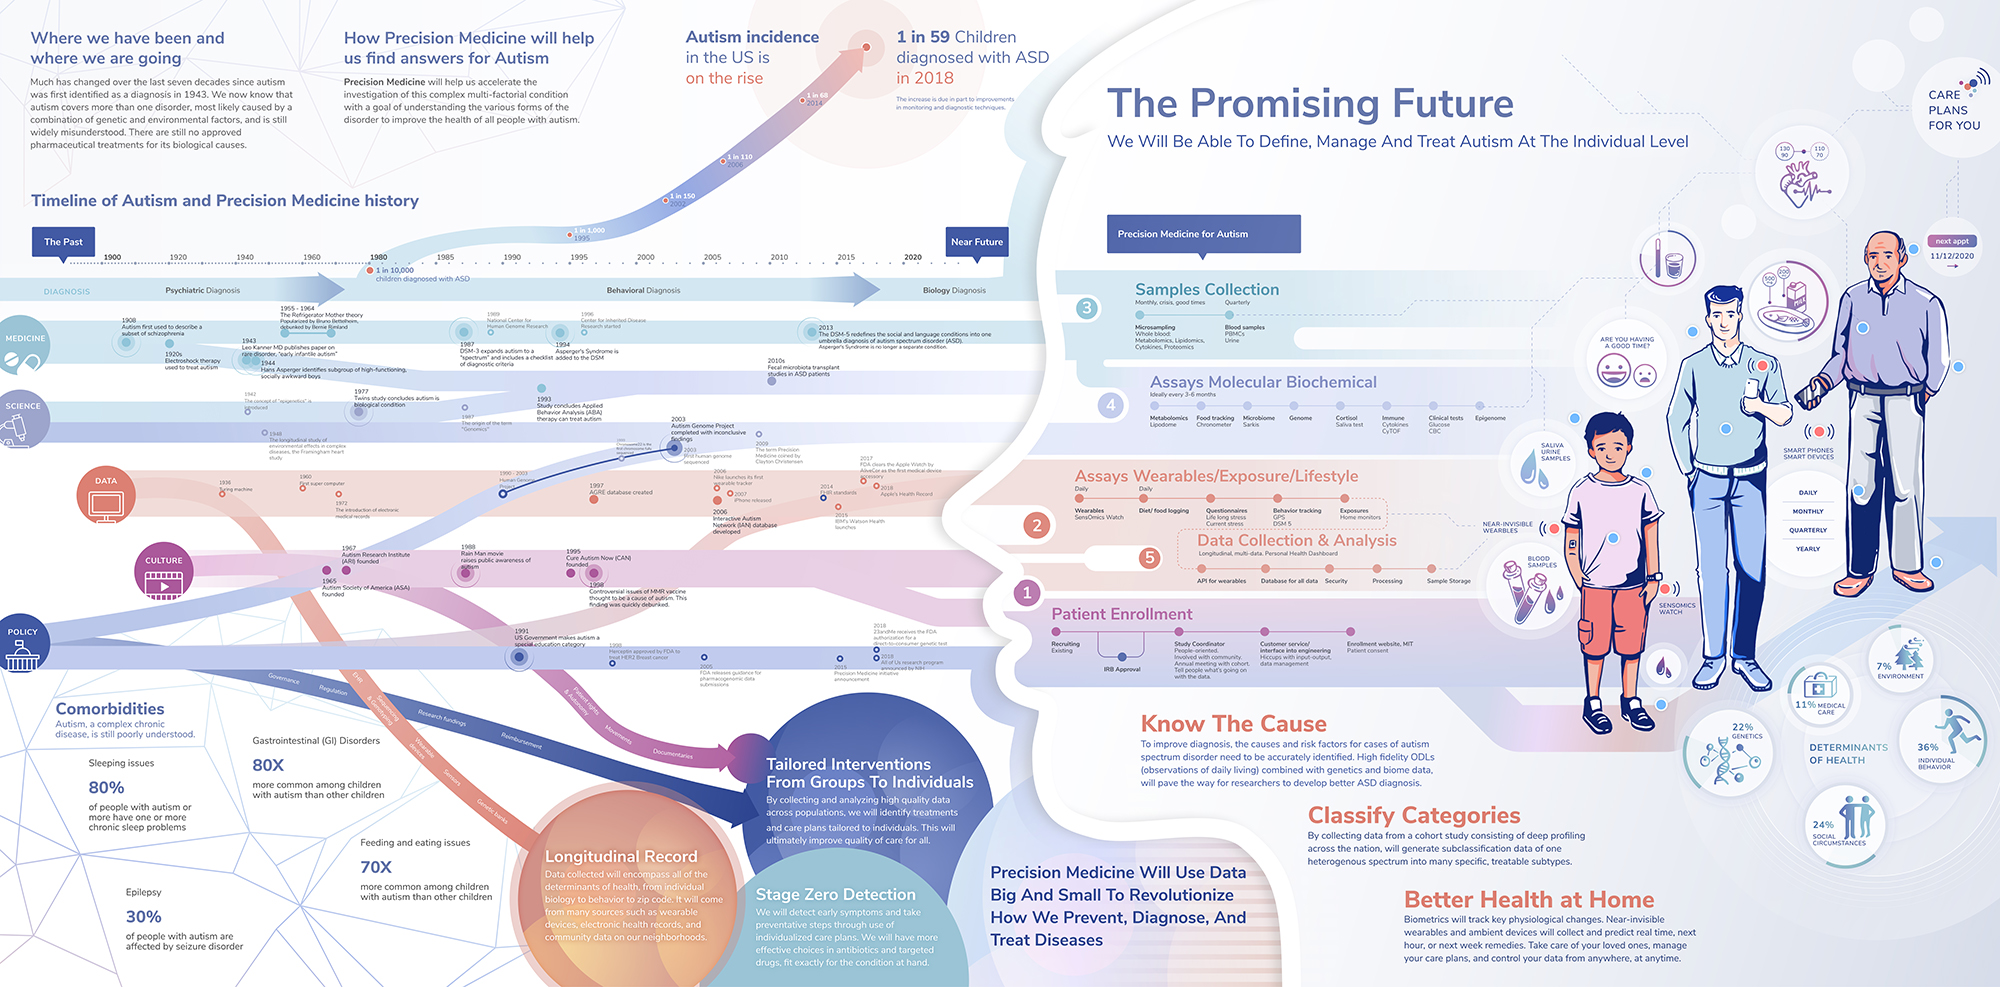 Where we have been and
where we are going
Much has changed over the last seven decades since autism
was first identified as a diagnosis in 1943. We now know that
autism covers more than one disorder, most likely caused by a
combination of genetic and environmental factors, and is still
widely misunderstood. There are still no approved
pharmaceutical treatments for its biological causes.
How Precision Medicine will help
us find answers for Autism
Precision Medicine will help us accelerate the
investigation of this complex multi-factorial condition
with a goal of understanding the various forms of the
disorder to improve the health of all people with autism.
Autism incidence
in the US is
on the rise
1 in 59 Children
diagnosed with ASD
in 2018
The increase is due in part to improvements
in monitoring and diagnostic techniques.
1 in 68
2014
1 in 110
2006
1 in 150
2002
1 in 1,000
1995
1 in 10,000
children diagnosed with ASD
Timeline of Autism and Precision Medicine history
The Past
Near Future
1900
1920
1940
1960
1980
1985
1990
1995
2000
2005
2010
2015
2020
DIAGNOSIS
Psychiatric Diagnosis
Behavioral Diagnosis
Biology Diagnosis
MEDICINE
1908
Autism first used to describe a
subset of schizophrenia
1920s
Electroshock therapy
used to treat autism
1943
Leo Kanner MD publishes paper on
rare disorder, "early infantile autism"
1944
Hans Asperger identifies subgroup of high-functioning,
socially awkward boys
1955 - 1964
The Refrigerator Mother theory
Popularized by Bruno Bettelheim,
debunked by Bernie Rimland
1989
National Center for
Human Genome Research
1987
DSM-3 expands autism to a
"spectrum" and includes a checklist
of diagnostic criteria
1996
Center for Inherited Disease
Research started
1994
Asperger's Syndrome is
added to the DSM
2013
The DSM-5 redefines the social and language conditions into one
umbrella diagnosis of autism spectrum disorder (ASD).
Asperger's Syndrome is no longer a separate condition.
2010s
Fecal microbiota transplant
studies in ASD patients
SCIENCE
1942
The concept of "epigenetics" is
introduced
1948
The longitudinal study of
environmental effects in complex
diseases, the Framingham heart
study
1977
Twins study concludes autism is
biological condition
1987
The origin of the term
"Genomics"
1993
Study concludes Applied
Behavior Analysis (ABA)
therapy can treat autism
2003
Autism Genome Project
completed with inconclusive
findings
2003
First human genome
sequenced
2009
The term Precision
Medicine coined by
Clayton Christensen
DATA
1936
Turing machine
1960
First super computer
1972
The introduction of electronic
medical records
1990 - 2003
Human Genome
Project
1997
AGRE database created
2006
Nike launches its first
wearable tracker
2007
iPhone released
2006
Interactive Autism
Network (IAN) database
developed
2014
FHIR standards
2015
IBM's Watson Health
launches
2017
FDA clears the Apple Watch by
AliveCor as the first medical device
accessory
2018
Apple's Health Record
CULTURE
1967
Autism Research Institute
(ARI) founded
1965
Autism Society of America (ASA)
founded
1988
Rain Man movie
raises public awareness of
autism
1995
Cure Autism Now (CAN)
founded
1998
Controversial issues of MMR vaccine
thought to be a cause of autism. This
finding was quickly debunked.
POLICY
1991
US Government makes autism a
special education category
1998
Herceptin approved by FDA to
treat HER2 Breast cancer
2005
FDA releases guidance for
pharmacogenomic data
submissions
2015
Precision Medicine initiative
announcement
2018
23andMe receives the FDA
authorization for a
direct-to-consumer genetic test
2018
All of Us research program
announced by NIH
Governance
Regulation
Research fundings
Reimbursement
EHR
Sequencing
& Genotyping
Wearable
devices
Sensors
Genetic banks
Patient rights
& Autonomy
Movements
Documentaries
Comorbidities
Autism, a complex chronic
disease, is still poorly understood.
Sleeping issues
80%
of people with autism or
more have one or more
chronic sleep problems
Gastrointestinal (GI) Disorders
80X
more common among children
with autism than other children
Feeding and eating issues
70X
more common among children
with autism than other children
Epilepsy
30%
of people with autism are
affected by seizure disorder
Longitudinal Record
Data collected will encompass all of the
determinants of health, from individual
biology to behavior to zip code. It will come
from many sources such as wearable
devices, electronic health records, and
community data on our neighborhoods.
Tailored Interventions
From Groups To Individuals
By collecting and analyzing high quality data
across populations, we will identify treatments
and care plans tailored to individuals. This will
ultimately improve quality of care for all.
Stage Zero Detection
We will detect early symptoms and take
preventative steps through use of
individualized care plans. We will have more
effective choices in antibiotics and targeted
drugs, fit exactly for the condition at hand.
Precision Medicine Will Use Data
Big And Small To Revolutionize
How We Prevent, Diagnose, And
Treat Diseases
The Promising Future
We Will Be Able To Define, Manage And Treat Autism At The Individual Level
Precision Medicine for Autism
3
Samples Collection
Monthly, crisis, good times
Quarterly
Microsampling
Whole blood:
Metabolomics, Lipidomics,
Cytokines, Proteomics
Blood samples
PBMCs
Urine
4
Assays Molecular Biochemical
Ideally every 3-6 months
Metabolomics
Lipodome
Food tracking
Chronometer
Microbiome
Sarkis
Genome
Cortisol
Saliva test
Immune
Cytokines
CyTOF
Clinical tests
Glucose
CBC
Epigenome
2
Assays Wearables/Exposure/Lifestyle
Daily
Daily
Wearables
SensOmics Watch
Diet/ food logging
Questionnaires
Life long stress
Current stress
Behavior tracking
GPS
DSM 5
Exposures
Home monitors
5
Data Collection & Analysis
Longitudinal, multi-data. Personal Health Dashboard
API for wearables
Database for all data
Security
Processing
Sample Storage
1
Patient Enrollment
Recruiting
Existing
IRB Approval
Study Coordinator
People-oriented.
Involved with community.
Annual meeting with cohort.
Tell people what's going on
with the data.
Customer service/
interface into engineering
Hiccups with input-output,
data management
Enrollment website, MIT
Patient consent
Know The Cause
To improve diagnosis, the causes and risk factors for cases of autism
spectrum disorder need to be accurately identified. High fidelity ODLs
(observations of daily living) combined with genetics and biome data,
will pave the way for researchers to develop better ASD diagnosis.
Classify Categories
By collecting data from a cohort study consisting of deep profiling
across the nation, will generate subclassification data of one
heterogenous spectrum into many specific, treatable subtypes.
Better Health at Home
Biometrics will track key physiological changes. Near-invisible
wearables and ambient devices will collect and predict real time, next
hour, or next week remedies. Take care of your loved ones, manage
your care plans, and control your data from anywhere, at anytime.
CARE
PLANS
FOR YOU
130
90
110
70
next appt
11/12/2020
500
200
ARE YOU HAVING
A GOOD TIME?
SALIVA
URINE
SAMPLES
SMART PHONES
SMART DEVICES
DAILY
MONTHLY
QUARTERLY
YEARLY
NEAR-INVISIBLE
WEARBLES
BLOOD
SAMPLES
SENSOMICS
WATCH
7%
ENVIRONMENT
11% MEDICAL
CARE
22%
GENETICS
DETERMINANTS
OF HEALTH
36%
INDIVIDUAL
BEHAVIOR
24%
SOCIAL
CIRCUMSTANCES